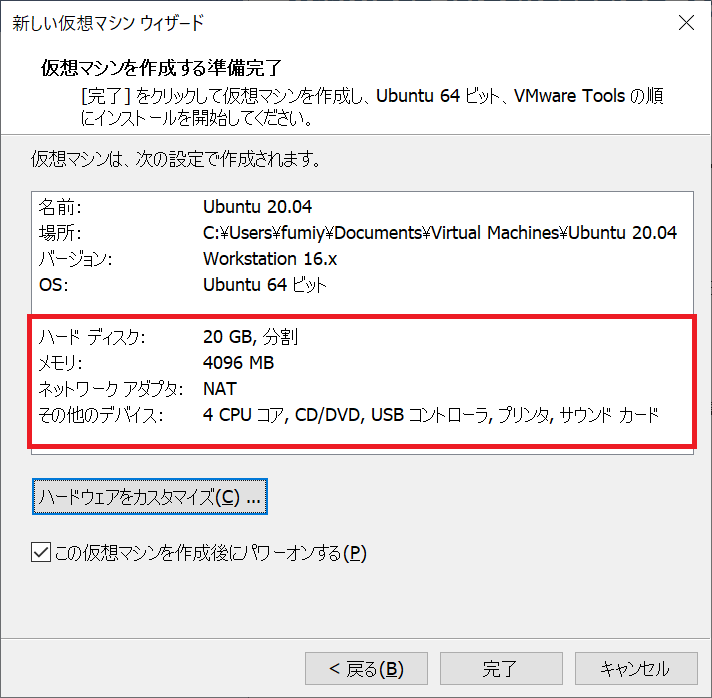 新しい仮想マシン ウィザード
仮想マシンを作成する準備完了
[完了] をクリックして仮想マシンを作成し、Ubuntu 64 ビット、VMware Tools の順
にインストールを開始してください。
仮想マシンは、次の設定で作成されます。
名前: Ubuntu 20.04
場所: C:¥Users¥fumiy¥Documents¥Virtual Machines¥Ubuntu 20.04
バージョン: Workstation 16.x
OS: Ubuntu 64 ビット
ハード ディスク: 20 GB, 分割
メモリ: 4096 MB
ネットワーク アダプタ: NAT
その他のデバイス: 4 CPU コア, CD/DVD, USB コントローラ, プリンタ, サウンド カード
ハードウェアをカスタマイズ(C) ...
この仮想マシンを作成後にパワーオンする(P)
< 戻る(B) 完了 キャンセル